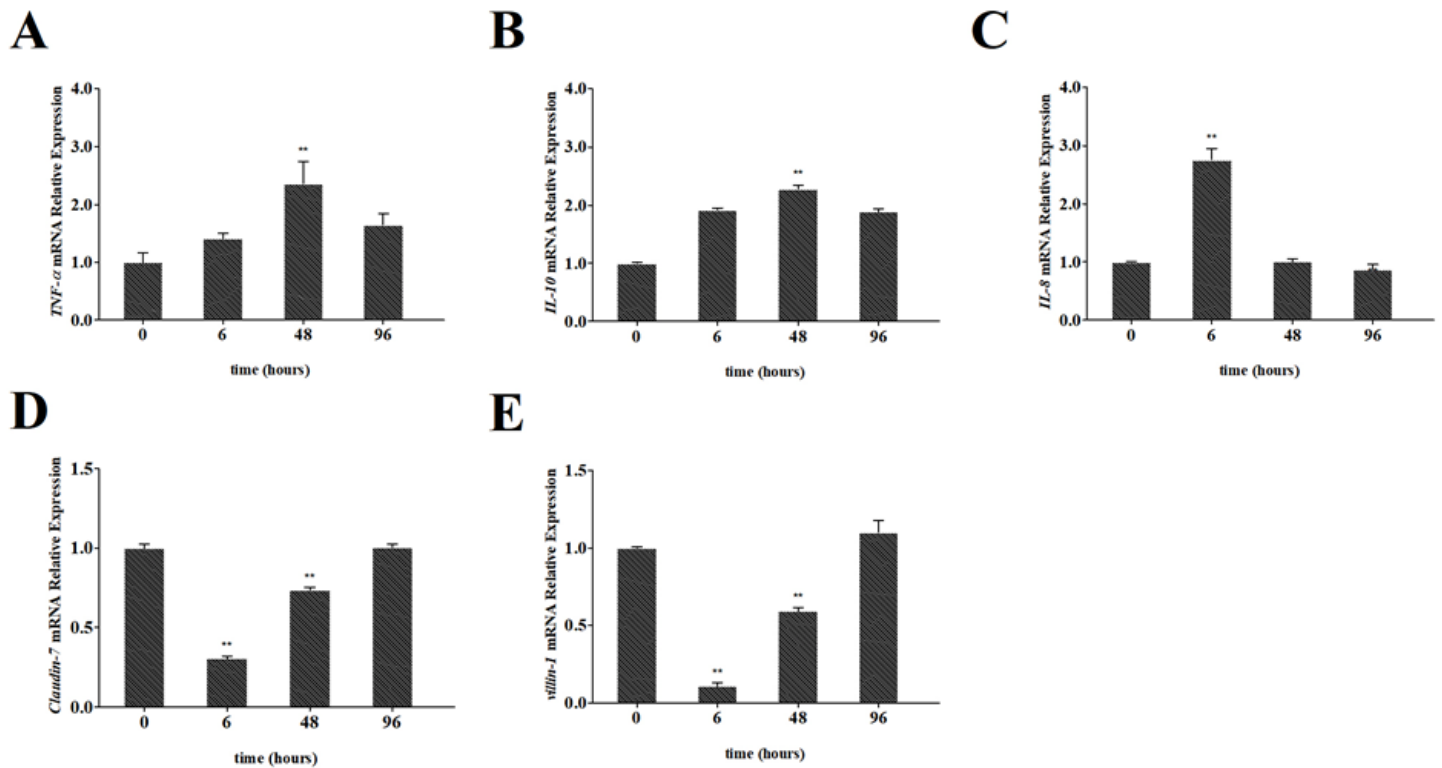 A
TNF-α mRNA Relative Expression
4.0
3.0
2.0
1.0
0.0
**
0 6 48 96
time (hours)
B
IL-10 mRNA Relative Expression
4.0
3.0
2.0
1.0
0.0
**
0 6 48 96
time (hours)
C
IL-8 mRNA Relative Expression
4.0
3.0
2.0
1.0
0.0
**
0 6 48 96
time (hours)
D
Claudin-7 mRNA Relative Expression
1.5
1.0
0.5
0.0
**
**
0 6 48 96
time (hours)
E
villin-1 mRNA Relative Expression
1.5
1.0
0.5
0.0
**
**
0 6 48 96
time (hours)